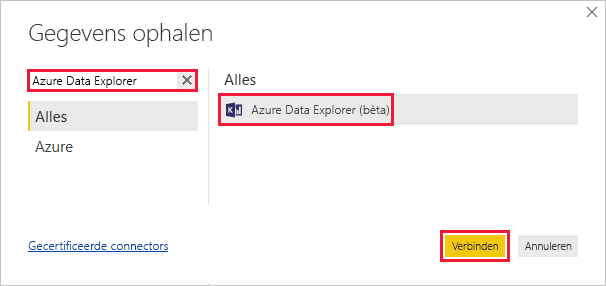 Gegevens ophalen
Azure Data Explorer
Alles
Azure
Alles
Azure Data Explorer (bèta)
Gecertificeerde connectors
Verbinden
Annuleren